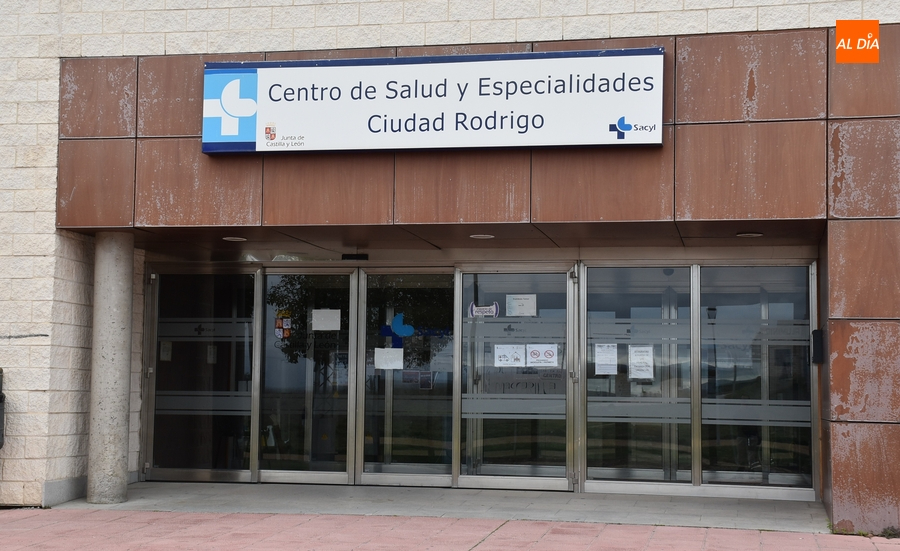 AL DÍA
Centro de Salud y Especialidades
Ciudad Rodrigo
Junta de
Castilla y León
Sacyl